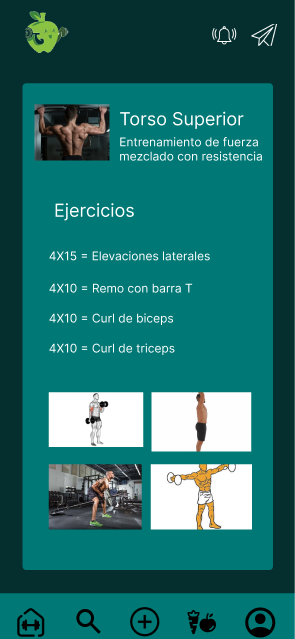 Torso Superior
Entrenamiento de fuerza
mezclado con resistencia
Ejercicios
4X15 = Elevaciones laterales
4X10 = Remo con barra T
4X10 = Curl de biceps
4X10 = Curl de triceps